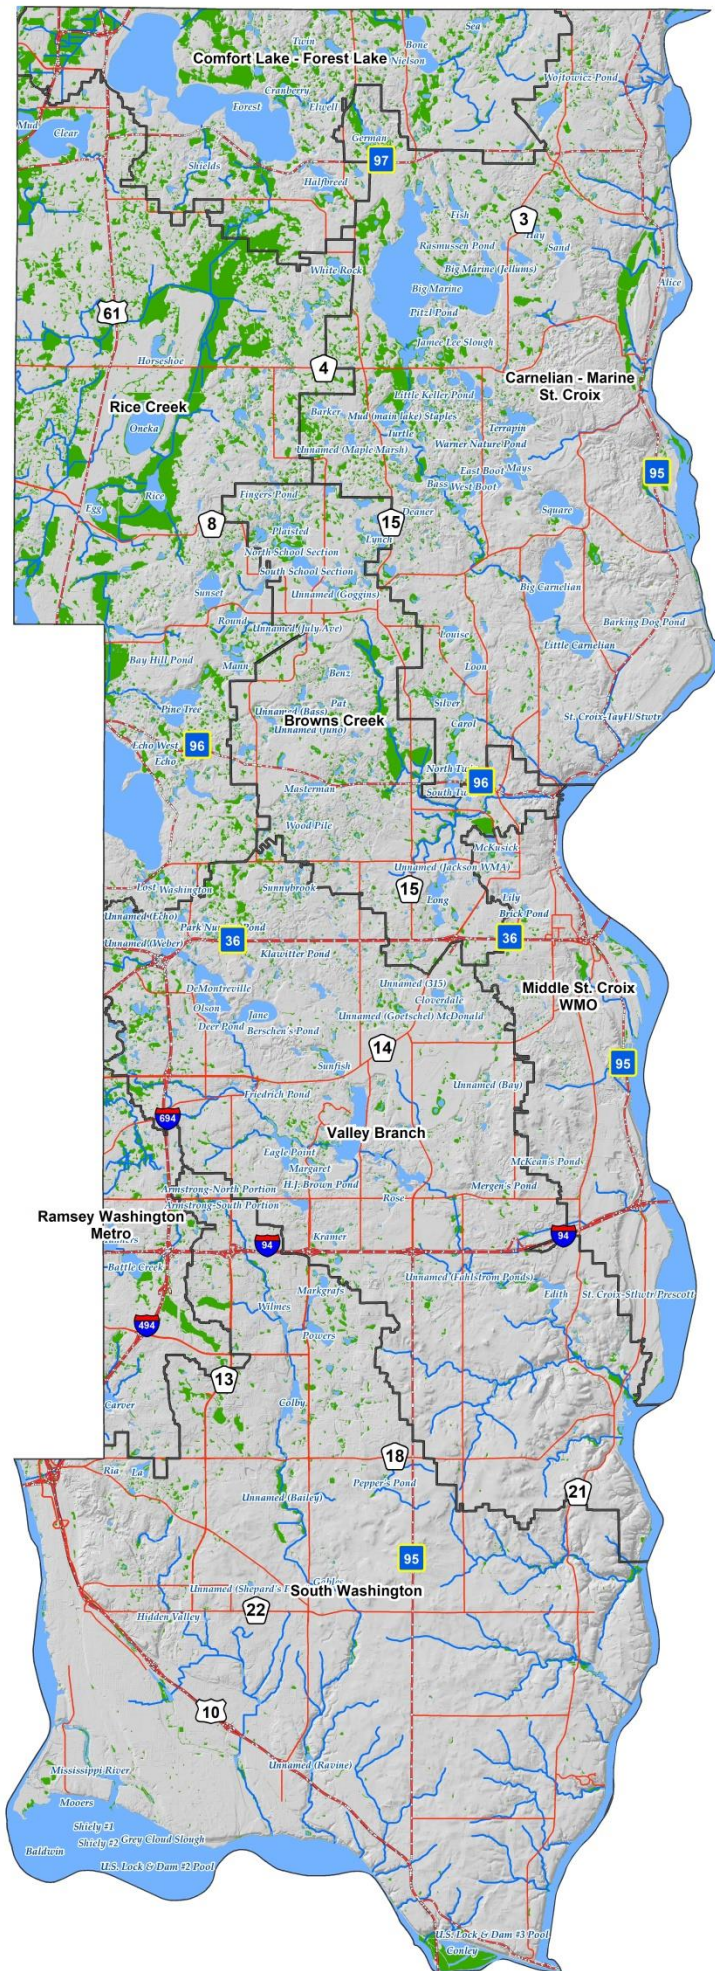 Sea
Twin
Bone
Nielson
Comfort Lake - Forest Lake
Wojtowicz Pond
Cranberry
Forest
Elwell
Mud
Clear
German
97
Shields
Halfbreed
Fish
3
Hay
Rasmussen Pond
Sand
White Rock
Big Marine (Jellums)
Alice
Big Marine
61
Pitzl Pond
Jamee Lee Slough
Horseshoe
4
Carnelian - Marine
St. Croix
Little Keller Pond
Rice Creek
Barker
Mud (main lake)
Staples
Oneka
Turtle
Terrapin
Warner Nature Pond
Unnamed (Maple Marsh)
East Boot
Mays
95
Bass
West Boot
Rice
Fingers Pond
Egg
Square
Deaner
8
15
Plaisted
Lynch
North School Section
South School Section
Big Carnelian
Sunset
Unnamed (Goggins)
Round
Barking Dog Pond
Unnamed (July Ave)
Louise
Little Carnelian
Bay Hill Pond
Mann
Loon
Benz
Pine Tree
Pat
Silver
Unnamed (Bass)
St. Croix-TayFl/Stwtr
Browns Creek
Carol
Unnamed (Juno)
Echo West
96
Echo
North Twin
96
Masterman
Wood Pile
McKusick
Unnamed (Jackson WMA)
Lost
Washington
Sunnybrook
15
Long
Lily
Unnamed (Echo)
Brick Pond
36
36
Unnamed (Weber)
Klawitter Pond
Unnamed (315)
DeMontreville
Middle St. Croix
WMO
Cloverdale
Olson
Jane
Unnamed (Goetschel)
McDonald
Deer Pond
Berschen's Pond
14
Sunfish
95
Unnamed (Bay)
Friedrich Pond
694
Valley Branch
Eagle Point
McKean's Ponds
Margaret
H.J. Brown Pond
Mergen's Pond
Armstrong-North Portion
Rose
Armstrong-South Portion
Ramsey Washington
Metro
94
Kramer
94
Battle Creek
Unnamed (Fahlstrom Ponds)
Markgrafs
Edith
St. Croix-Stlwtr/Prescott
Wilmes
494
Powers
13
Carver
Colby
18
Ria
La
Pepper's Pond
21
Unnamed (Bailey)
95
Gables
South Washington
22
Hidden Valley
10
Unnamed (Ravine)
Mississippi River
Mooers
Shiely #1
Shiely #2
Grey Cloud Slough
Baldwin
U.S. Lock & Dam #2 Pool
U.S. Lock & Dam #3 Pool
Conley